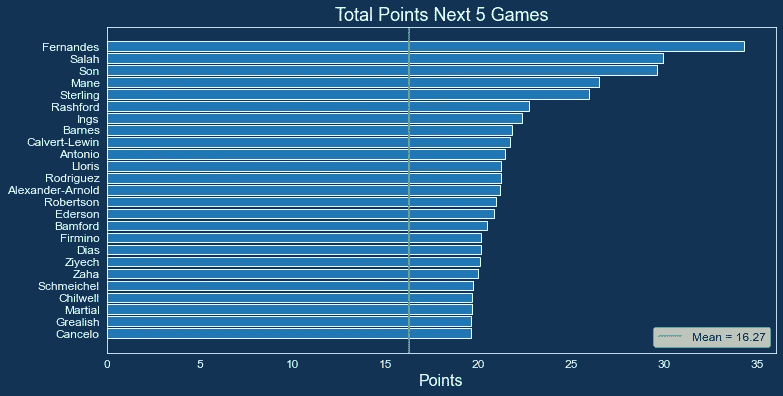 Total Points Next 5 Games
Fernandes
Salah
Son
Mane
Sterling
Rashford
Ings
Barnes
Calvert-Lewin
Antonio
Lloris
Rodriguez
Alexander-Arnold
Robertson
Ederson
Bamford
Firmino
Dias
Ziyech
Zaha
Schmeichel
Chilwell
Martial
Grealish
Cancelo
Mean = 16.27
0 5 10 15 20 25 30 35
Points